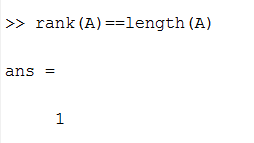 >> rank(A)==length(A)
ans =
1